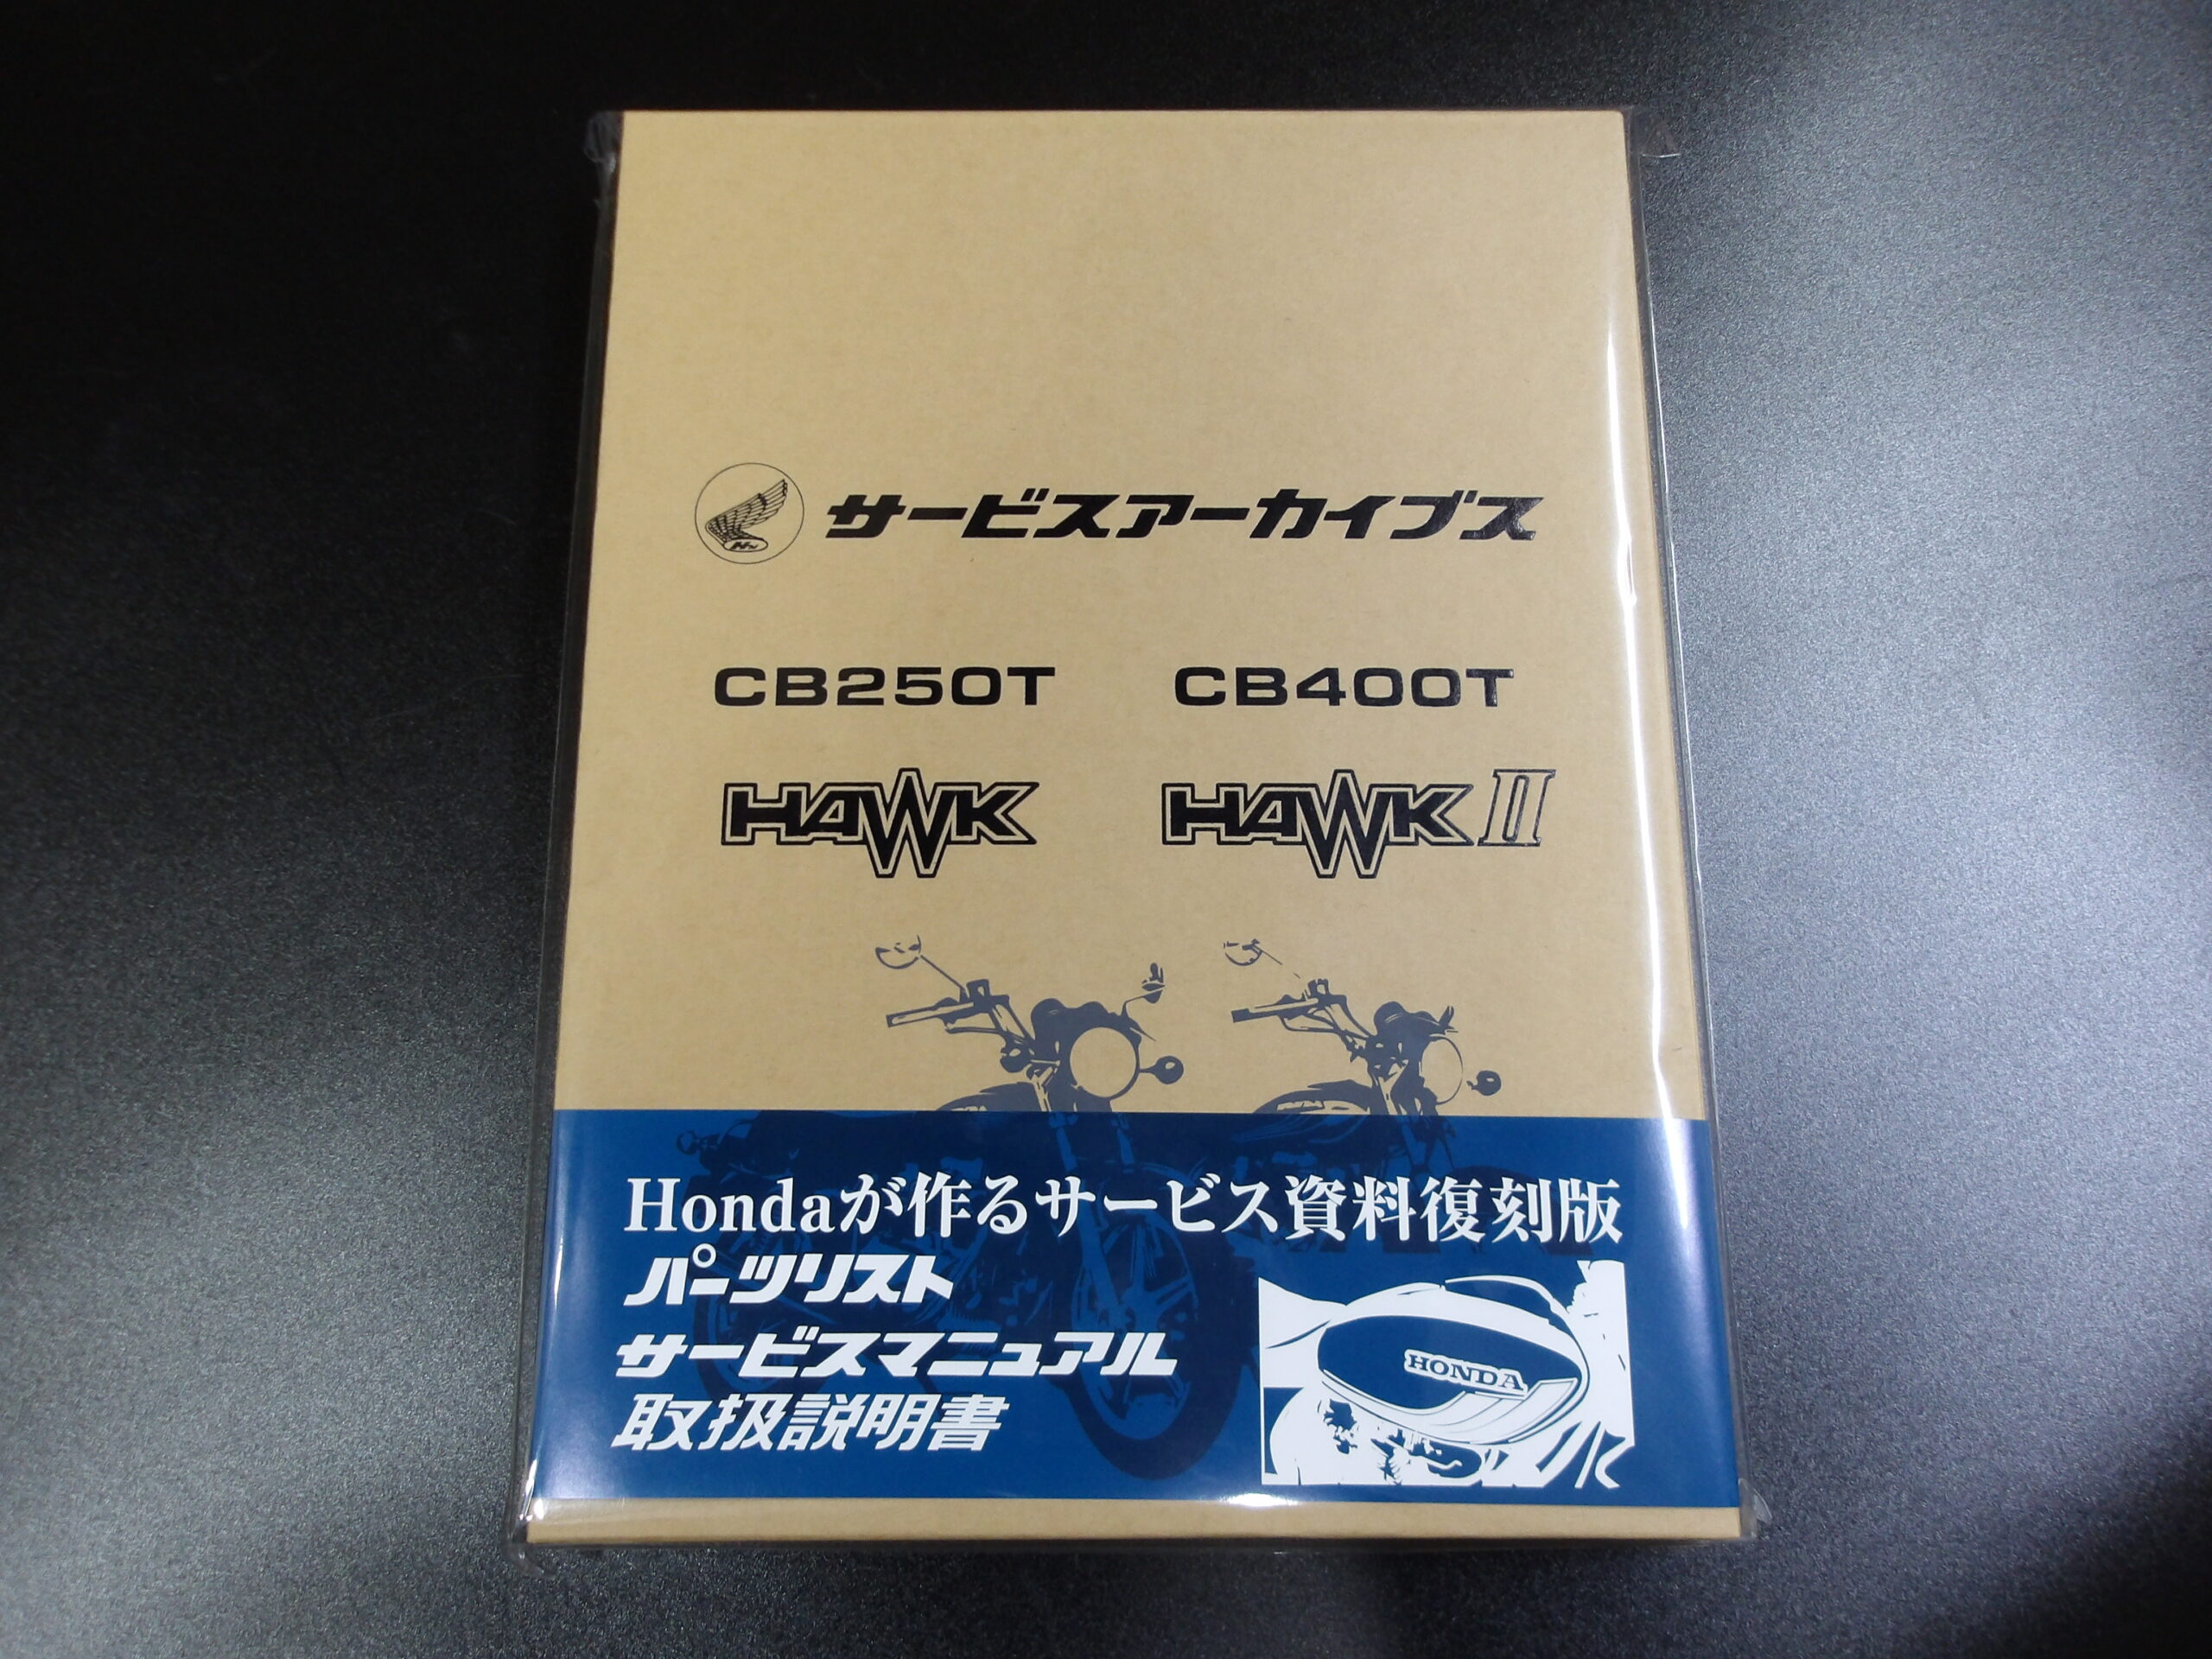 HM サービスアーカイブス
CB250T CB400T
HAWK HAWK II
Hondaが作るサービス資料復刻版
パーツリスト
サービスマニュアル
取扱説明書
HONDA